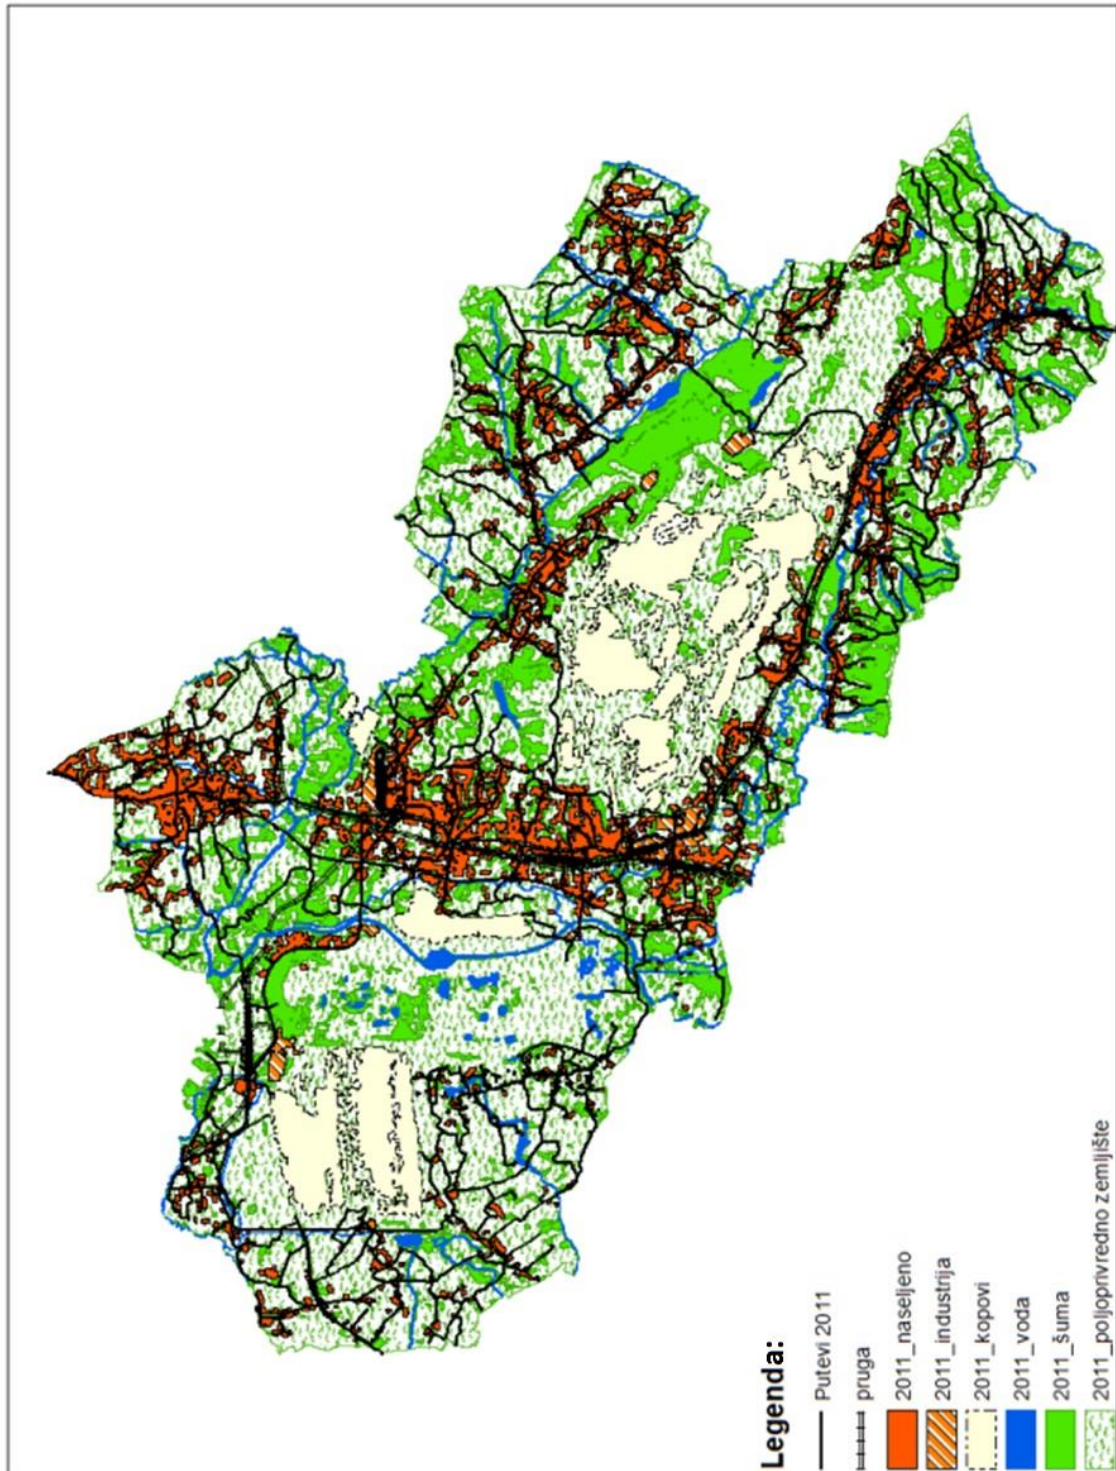 Legenda:
Putevi 2011
pruga
2011_naseljeno
2011_industrija
2011_kopovi
2011_voda
2011_šuma
2011_poljoprivredno zemljište